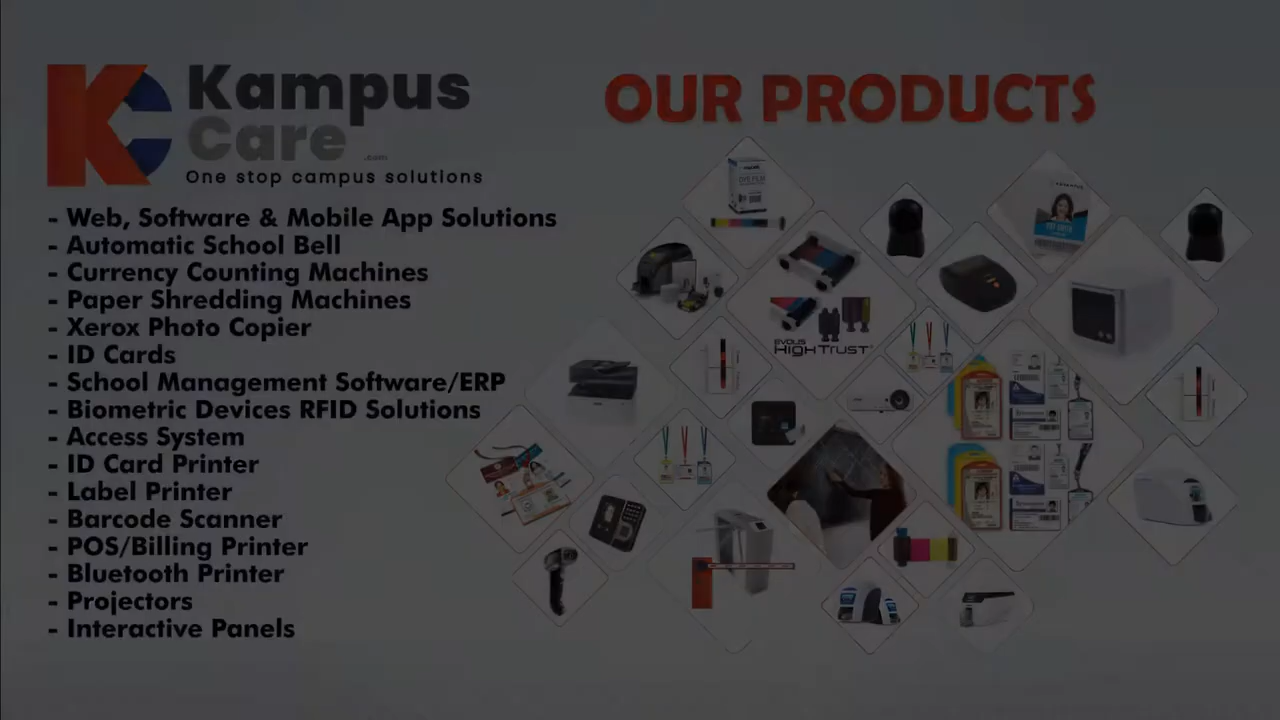 Kampus
Care
.com
One stop campus solutions
OUR PRODUCTS
- Web, Software & Mobile App Solutions
- Automatic School Bell
- Currency Counting Machines
- Paper Shredding Machines
- Xerox Photo Copier
- ID Cards
- School Management Software/ERP
- Biometric Devices RFID Solutions
- Access System
- ID Card Printer
- Label Printer
- Barcode Scanner
- POS/Billing Printer
- Bluetooth Printer
- Projectors
- Interactive Panels
EVOLIS
HIGHTRUST®